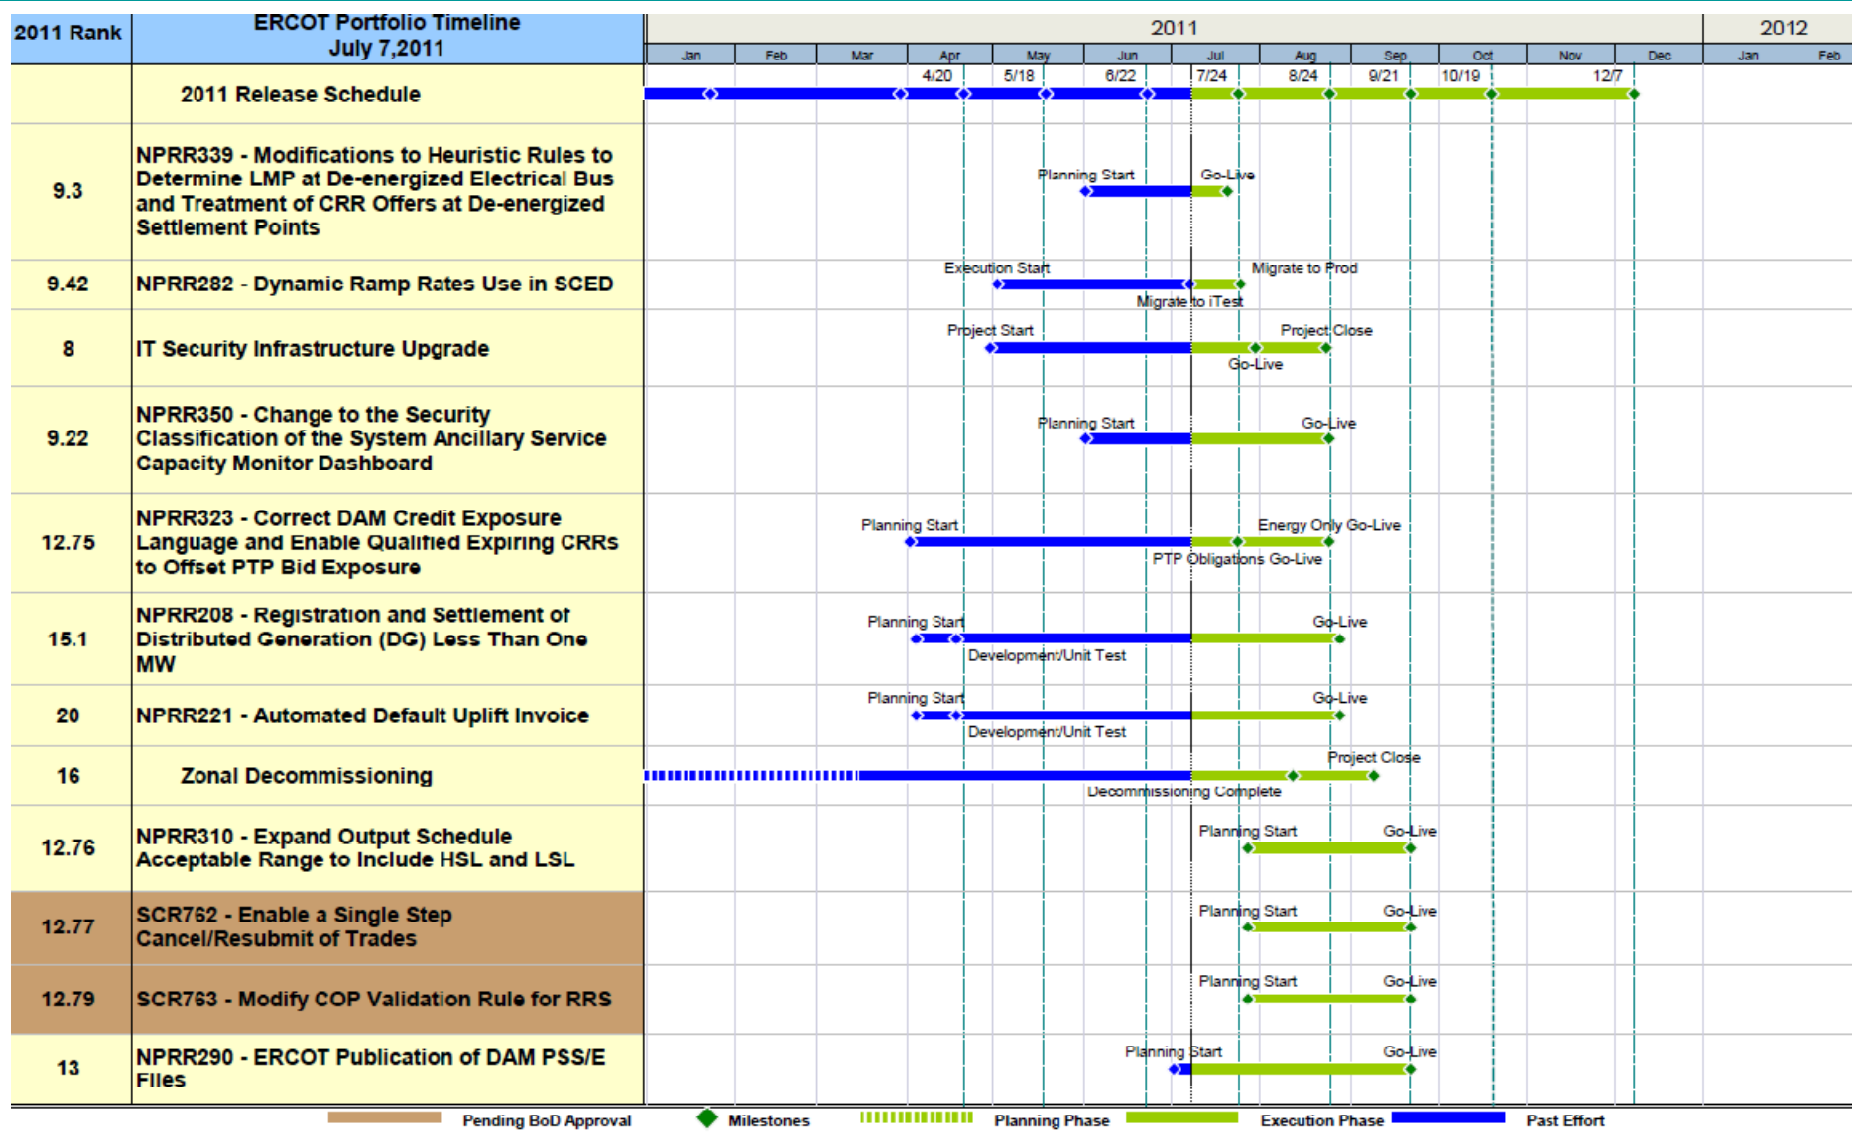 2011 Rank
ERCOT Portfolio Timeline
July 7,2011
2011
2012
Jan Feb Mar Apr May Jun Jul Aug Sep Oct Nov Dec Jan Feb
2011 Release Schedule
4/20 5/18 6/22 7/24 8/24 9/21 10/19 12/7
9.3
NPRR339 - Modifications to Heuristic Rules to
Determine LMP at De-energized Electrical Bus
and Treatment of CRR Offers at De-energized
Settlement Points
Planning Start Go-Live
9.42
NPRR282 - Dynamic Ramp Rates Use in SCED
Execution Start Migrate to Prod
Migrate to iTest
8
IT Security Infrastructure Upgrade
Project Start Project Close
Go-Live
9.22
NPRR350 - Change to the Security
Classification of the System Ancillary Service
Capacity Monitor Dashboard
Planning Start Go-Live
12.75
NPRR323 - Correct DAM Credit Exposure
Language and Enable Qualified Expiring CRRs
to Offset PTP Bid Exposure
Planning Start Energy Only Go-Live
PTP Obligations Go-Live
15.1
NPRR208 - Registration and Settlement of
Distributed Generation (DG) Less Than One
MW
Planning Start Go-Live
Development/Unit Test
20
NPRR221 - Automated Default Uplift Invoice
Planning Start Go-Live
Development/Unit Test
16
Zonal Decommissioning
Project Close
Decommissioning Complete
12.76
NPRR310 - Expand Output Schedule
Acceptable Range to Include HSL and LSL
Planning Start Go-Live
12.77
SCR762 - Enable a Single Step
Cancel/Resubmit of Trades
Planning Start Go-Live
12.79
SCR763 - Modify COP Validation Rule for RRS
Planning Start Go-Live
13
NPRR290 - ERCOT Publication of DAM PSS/E
Files
Planning Start Go-Live
Pending BoD Approval Milestones Planning Phase Execution Phase Past Effort